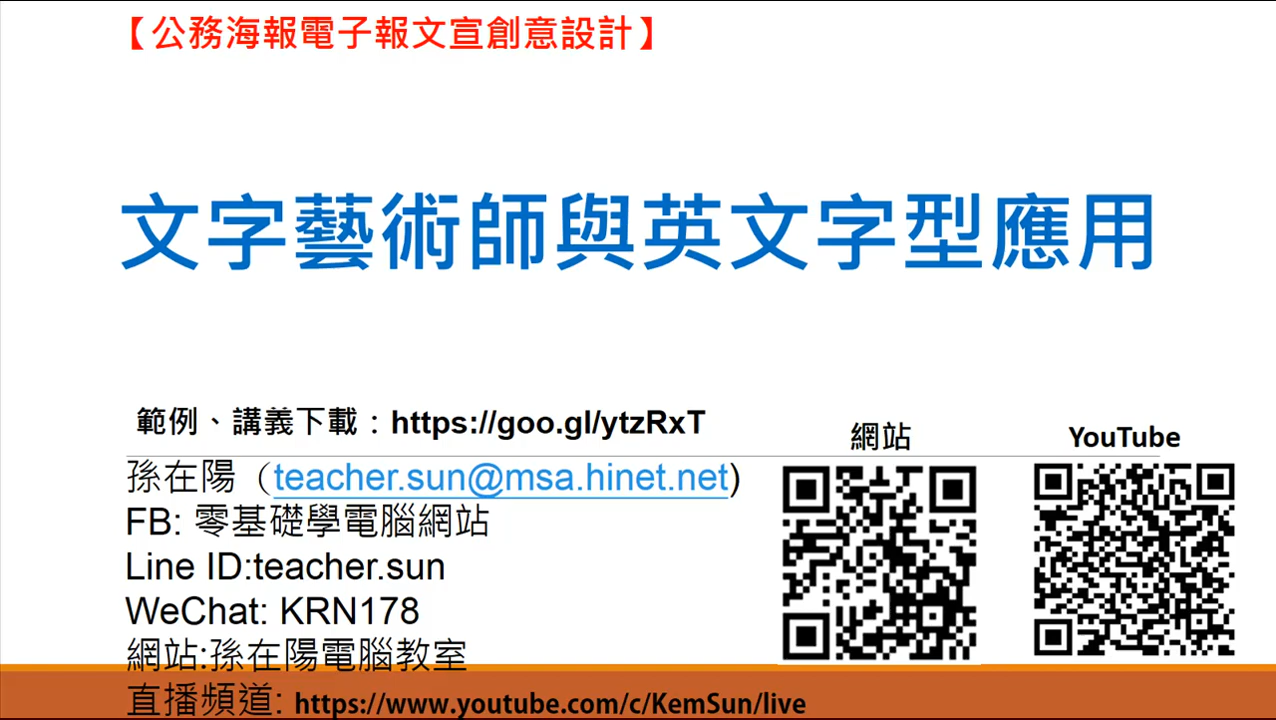 【公務海報電子報文宣創意設計】
文字藝術師與英文字型應用
範例、講義下載：https://goo.gl/ytzRxT
網站
YouTube
孫在陽（teacher.sun@msa.hinet.net)
FB: 零基礎學電腦網站
Line ID:teacher.sun
WeChat: KRN178
網站:孫在陽電腦教室
直播頻道: https://www.youtube.com/c/KemSun/live